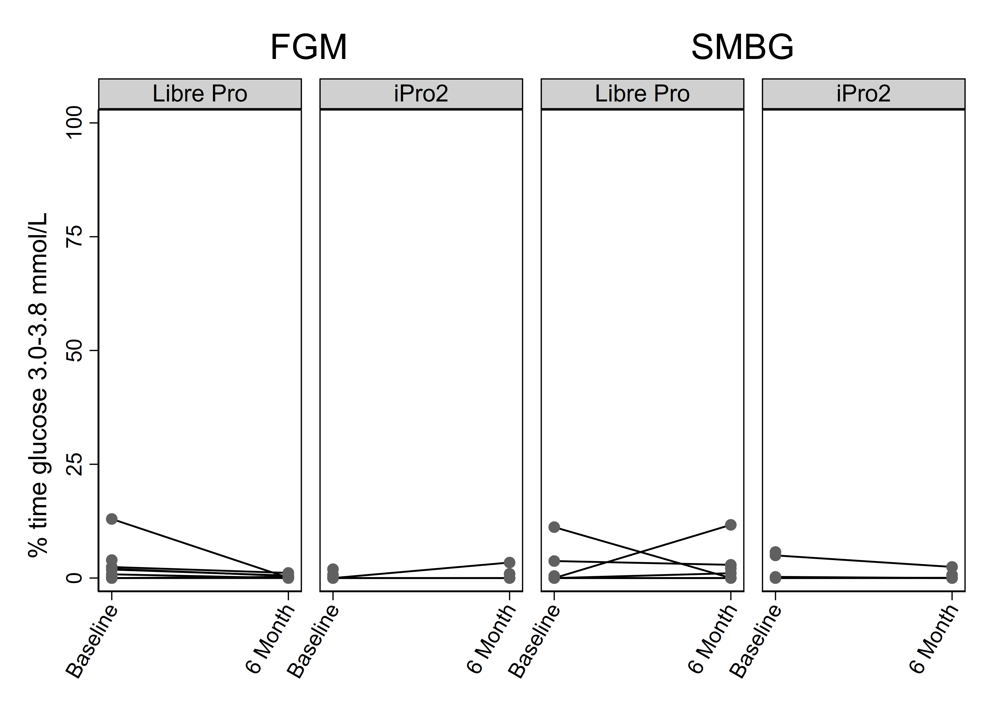 FGM SMBG
Libre Pro iPro2 Libre Pro iPro2
% time glucose 3.0-3.8 mmol/L
100
75
50
25
0
Baseline 6 Month Baseline 6 Month Baseline 6 Month Baseline 6 Month